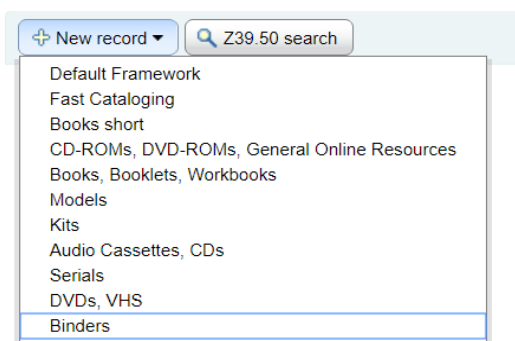 New record Z39.50 search
Default Framework
Fast Cataloging
Books short
CD-ROMs, DVD-ROMs, General Online Resources
Books, Booklets, Workbooks
Models
Kits
Audio Cassettes, CDs
Serials
DVDs, VHS
Binders